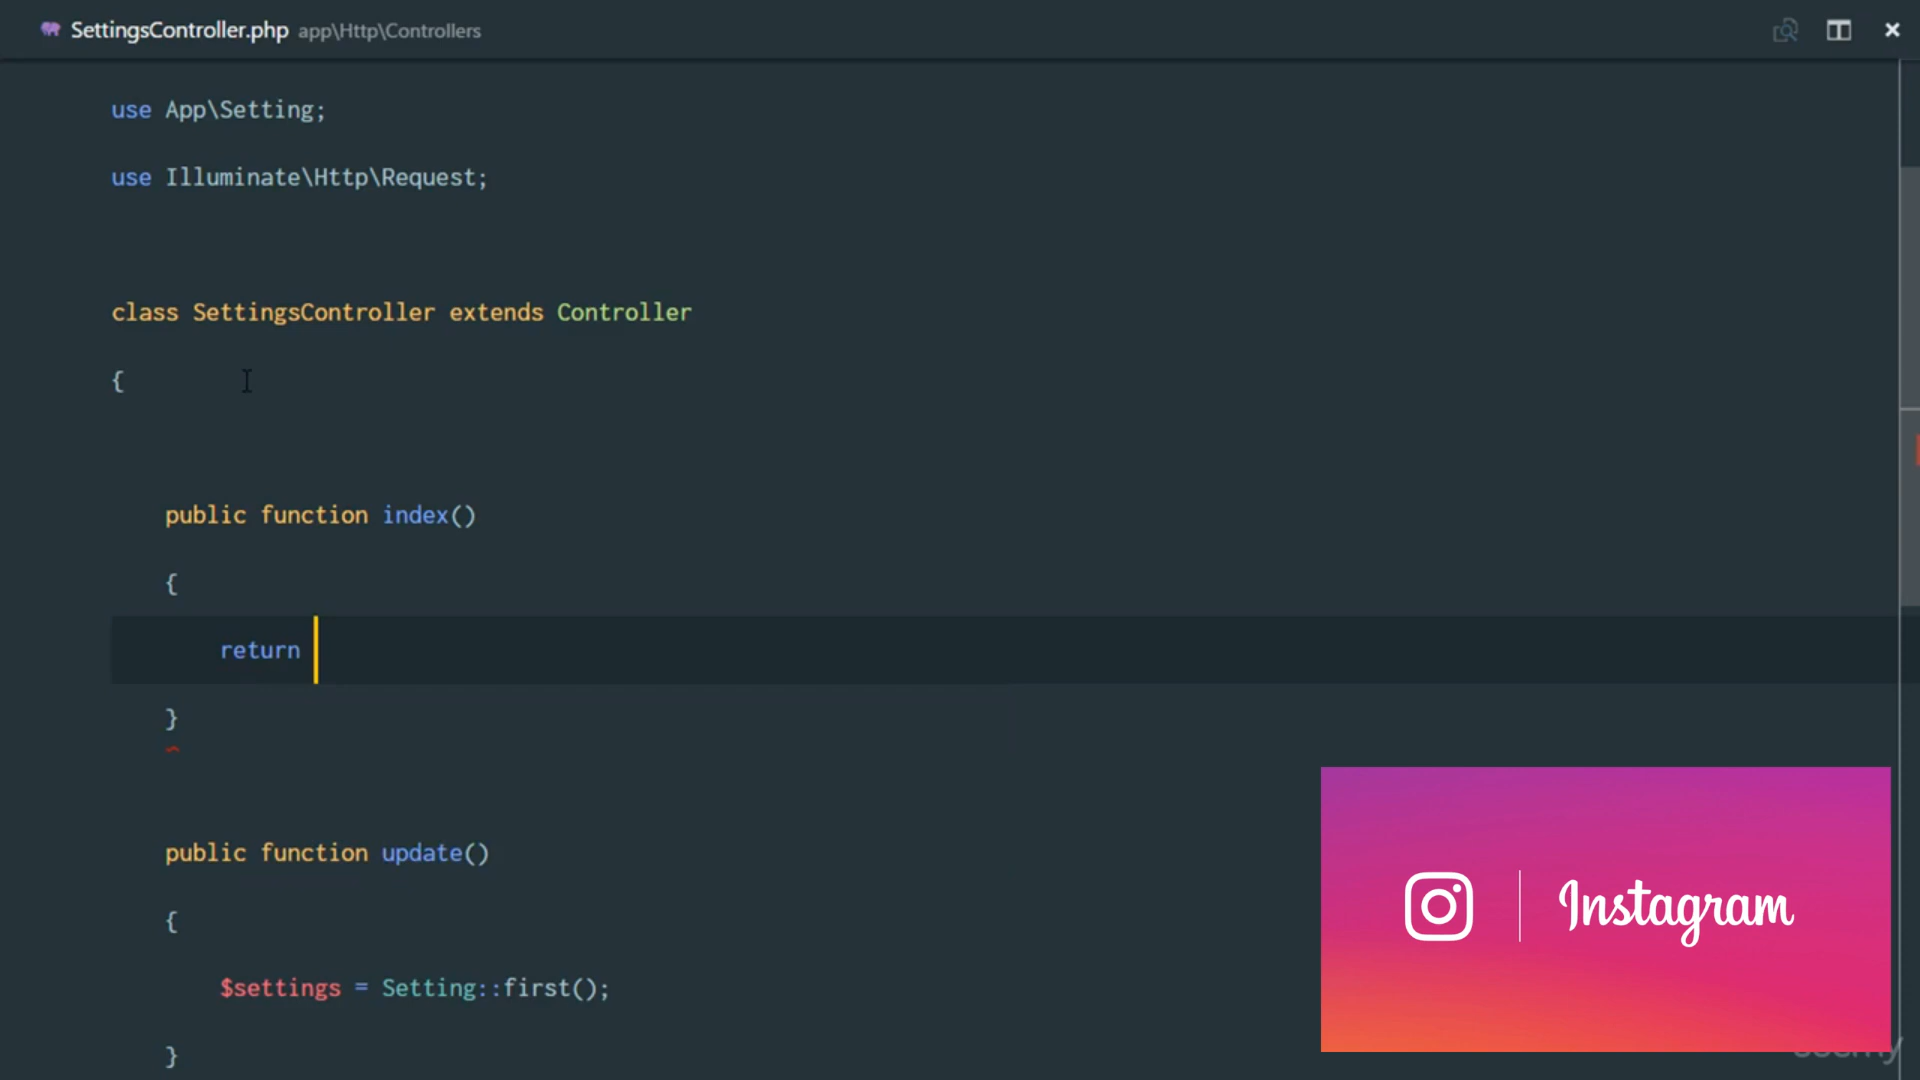 SettingsController.php app\Http\Controllers
use App\Setting;
use Illuminate\Http\Request;
class SettingsController extends Controller
{
public function index()
{
return
}
public function update()
{
$settings = Setting::first();
}
Instagram